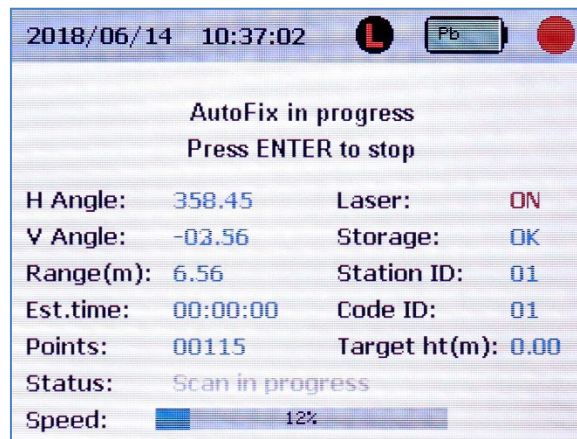 2018/06/14 10:37:02 L Pb
AutoFix in progress
Press ENTER to stop
H Angle: 358.45 Laser: ON
V Angle: -03.56 Storage: OK
Range(m): 6.56 Station ID: 01
Est.time: 00:00:00 Code ID: 01
Points: 00115 Target ht(m): 0.00
Status: Scan in progress
Speed: 12%